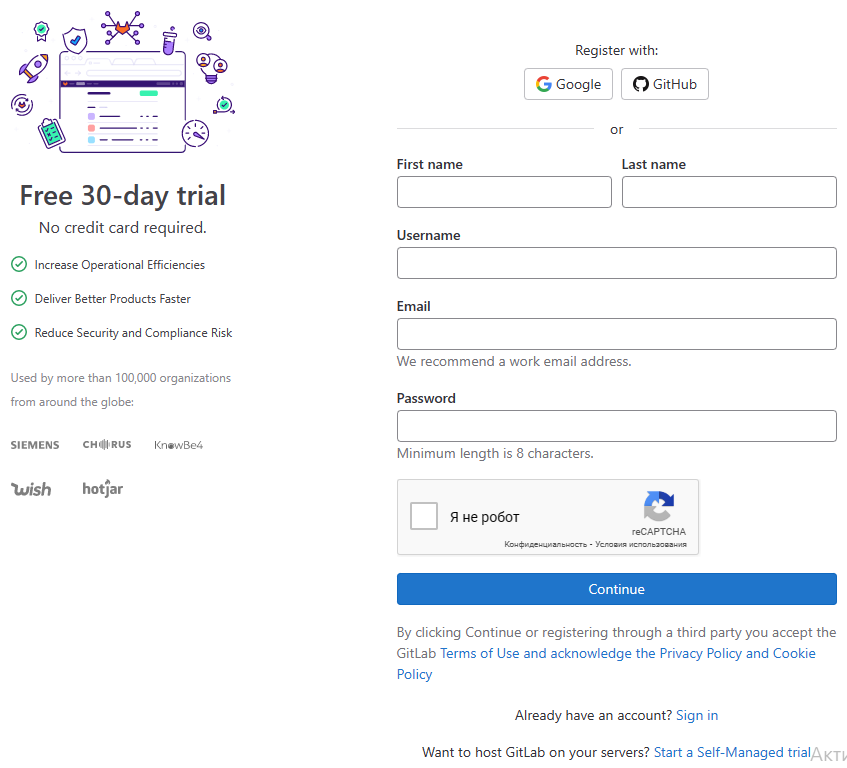 Free 30-day trial
No credit card required.
Increase Operational Efficiencies
Deliver Better Products Faster
Reduce Security and Compliance Risk
Used by more than 100,000 organizations
from around the globe:
SIEMENS CHORUS KnowBe4
wish hotjar
Register with:
Google GitHub
or
First name Last name
Username
Email
We recommend a work email address.
Password
Minimum length is 8 characters.
Я не робот
reCAPTCHA
Конфиденциальность - Условия использования
Continue
By clicking Continue or registering through a third party you accept the
GitLab Terms of Use and acknowledge the Privacy Policy and Cookie
Policy
Already have an account? Sign in
Want to host GitLab on your servers? Start a Self-Managed trial